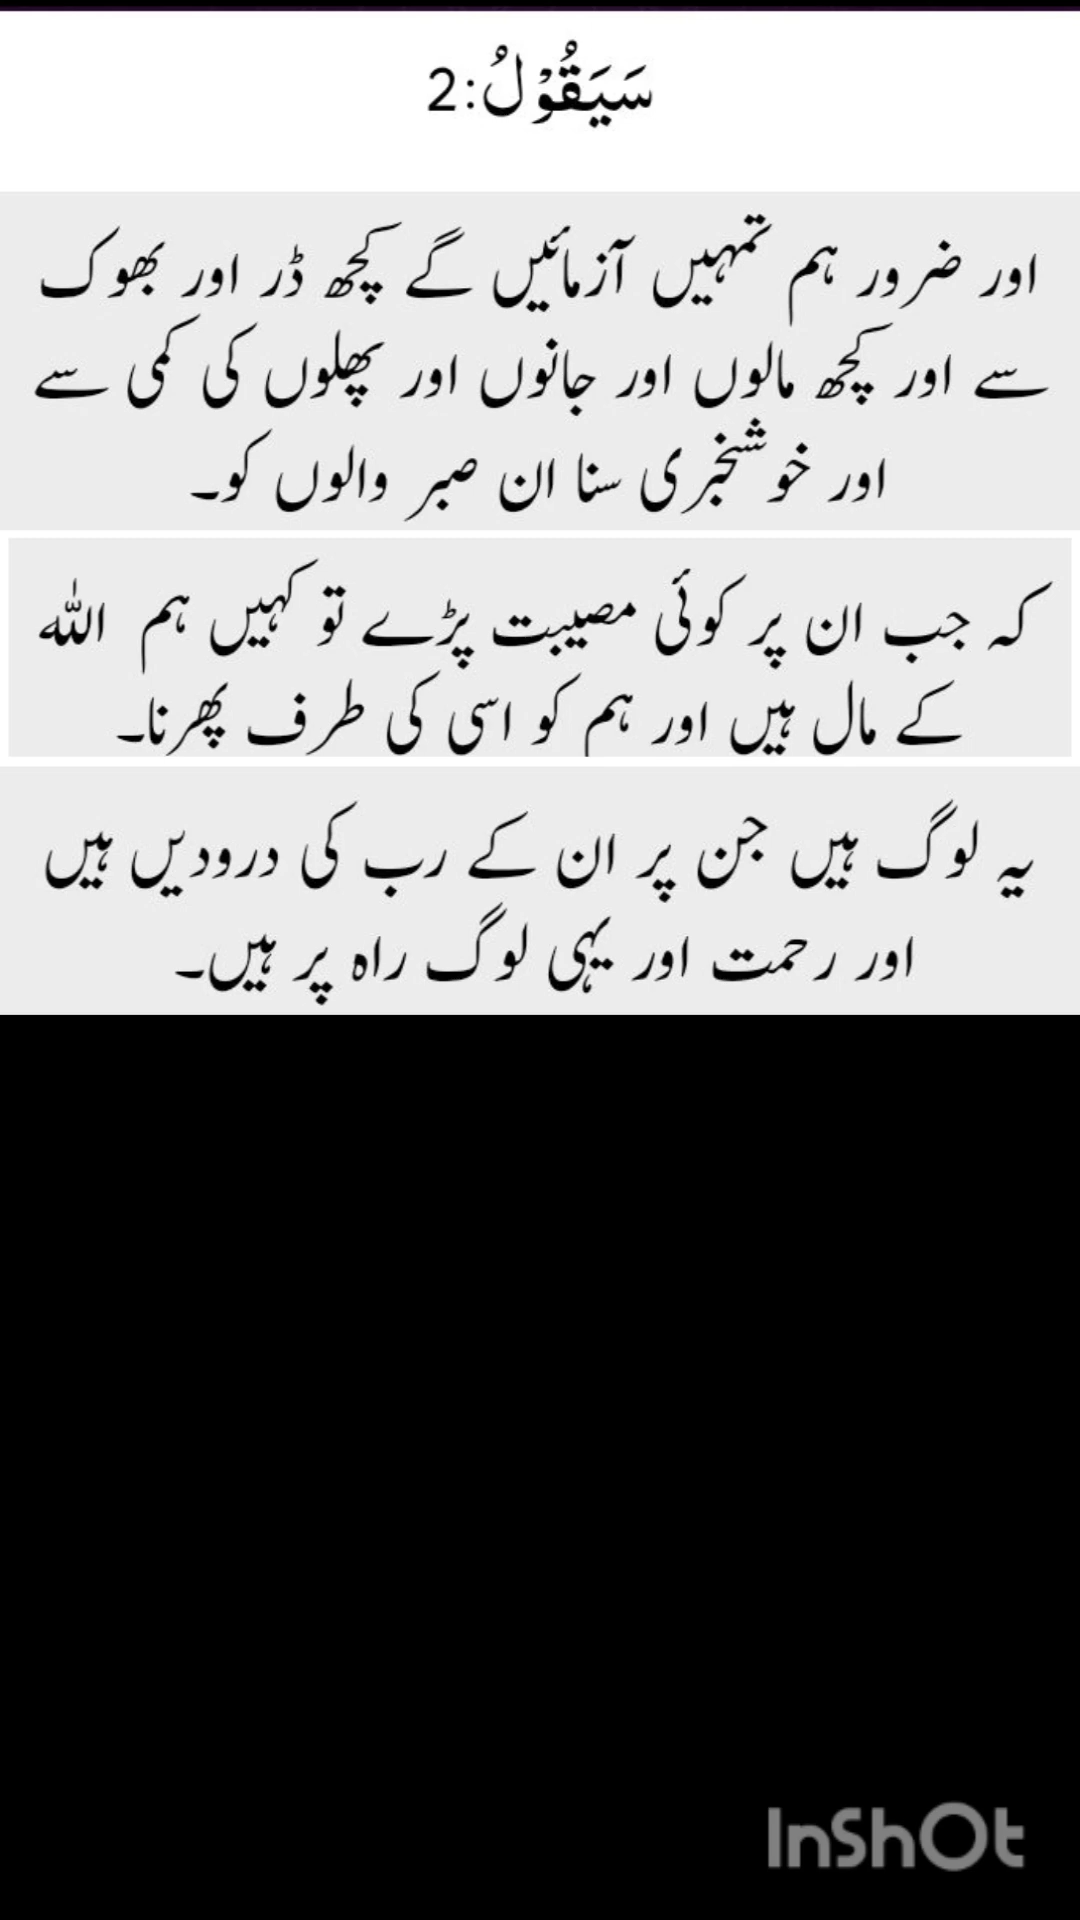 سَيَقُوْلُ:2
اور ضرور ہم تمہیں آزمائیں گے کچھ ڈر اور بھوک
سے اور کچھ مالوں اور جانوں اور پھلوں کی کمی سے
اور خوشخبری سنا ان صبر والوں کو۔
کہ جب ان پر کوئی مصیبت پڑے تو کہیں ہم اللہ
کے مال ہیں اور ہم کو اسی کی طرف پھرنا۔
یہ لوگ ہیں جن پر ان کے رب کی درودیں ہیں
اور رحمت اور یہی لوگ راہ پر ہیں۔
InShOt